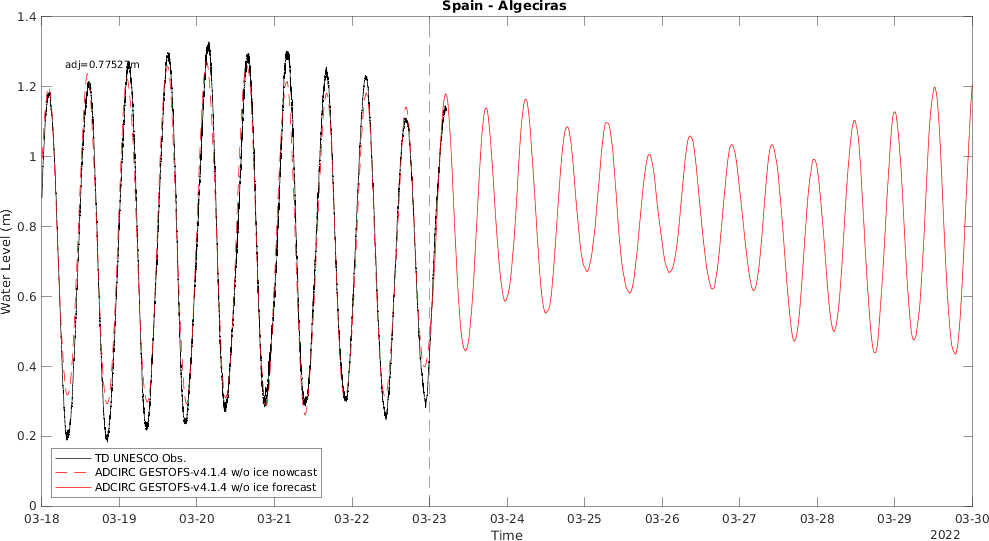 Spain - Algeciras
adj=0.77527m
Water Level (m)
1.4
1.2
1
0.8
0.6
0.4
0.2
0
TD UNESCO Obs.
ADCIRC GESTOFS-v4.1.4 w/o ice nowcast
ADCIRC GESTOFS-v4.1.4 w/o ice forecast
03-18 03-19 03-20 03-21 03-22 03-23 03-24 03-25 03-26 03-27 03-28 03-29 03-30
Time
2022